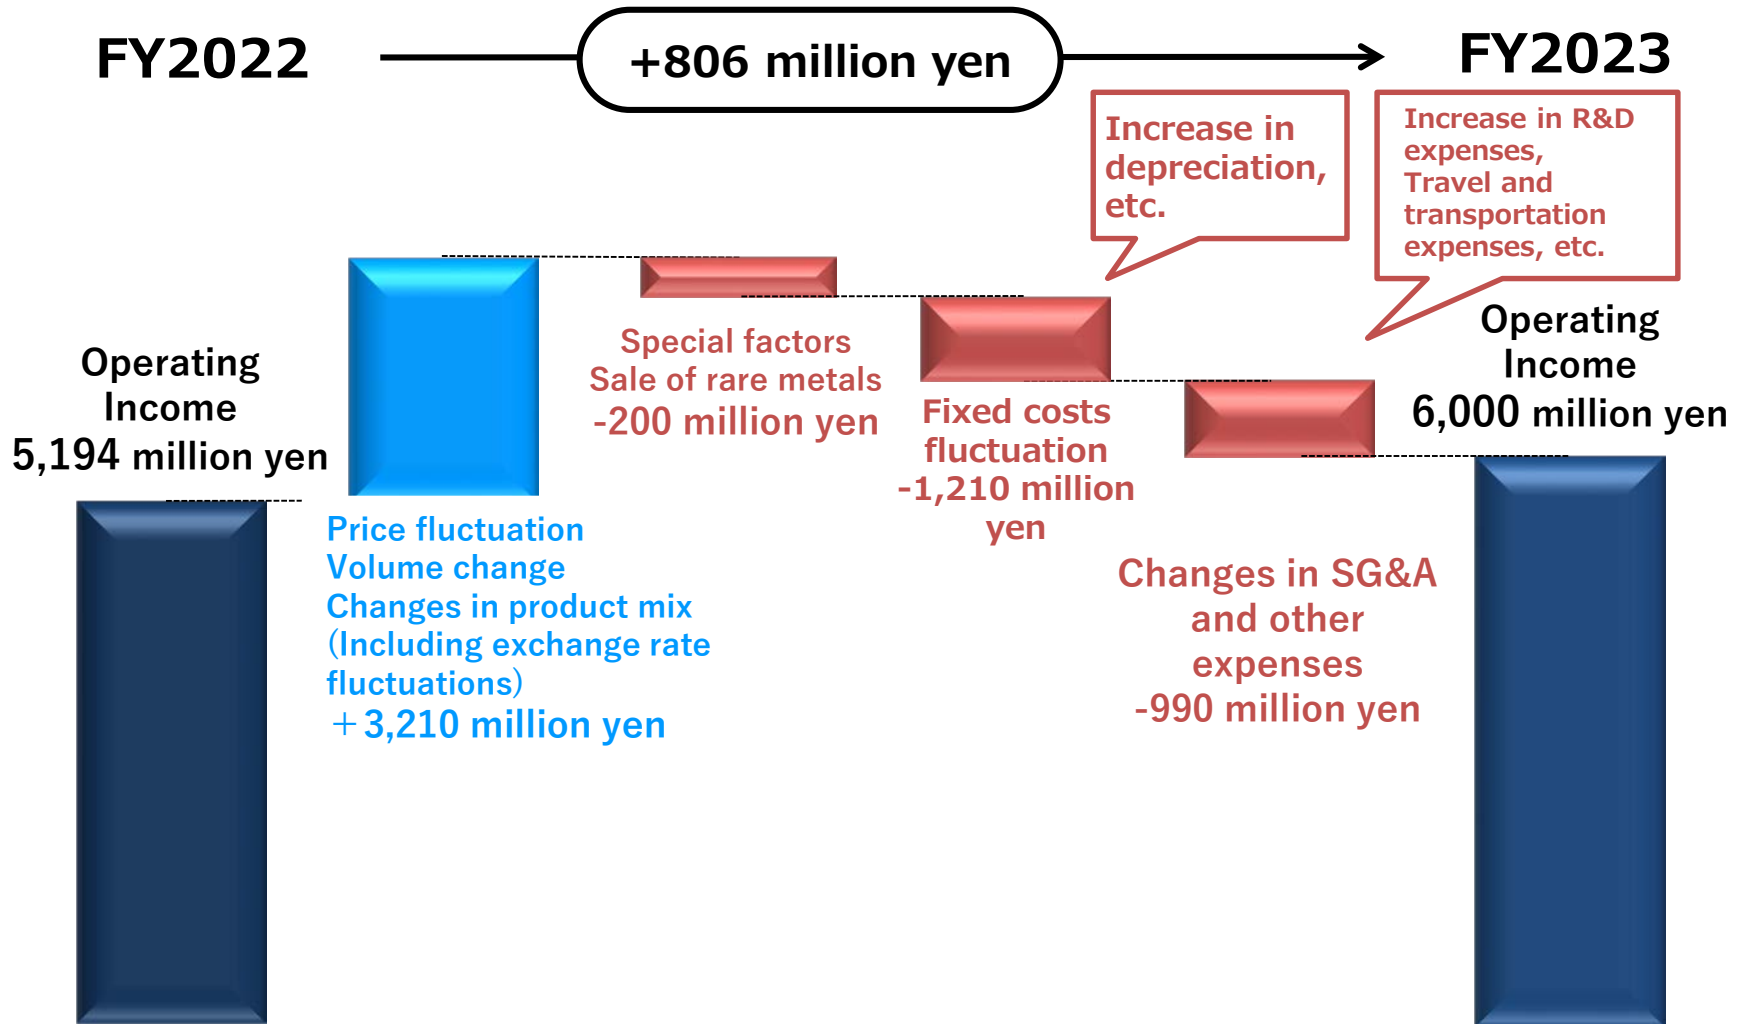 FY2022
+806 million yen
FY2023
Increase in
depreciation,
etc.
Increase in R&D
expenses,
Travel and
transportation
expenses, etc.
Operating
Income
5,194 million yen
Price fluctuation
Volume change
Changes in product mix
(Including exchange rate
fluctuations)
＋3,210 million yen
Special factors
Sale of rare metals
-200 million yen
Fixed costs
fluctuation
-1,210 million
yen
Changes in SG&A
and other
expenses
-990 million yen
Operating
Income
6,000 million yen